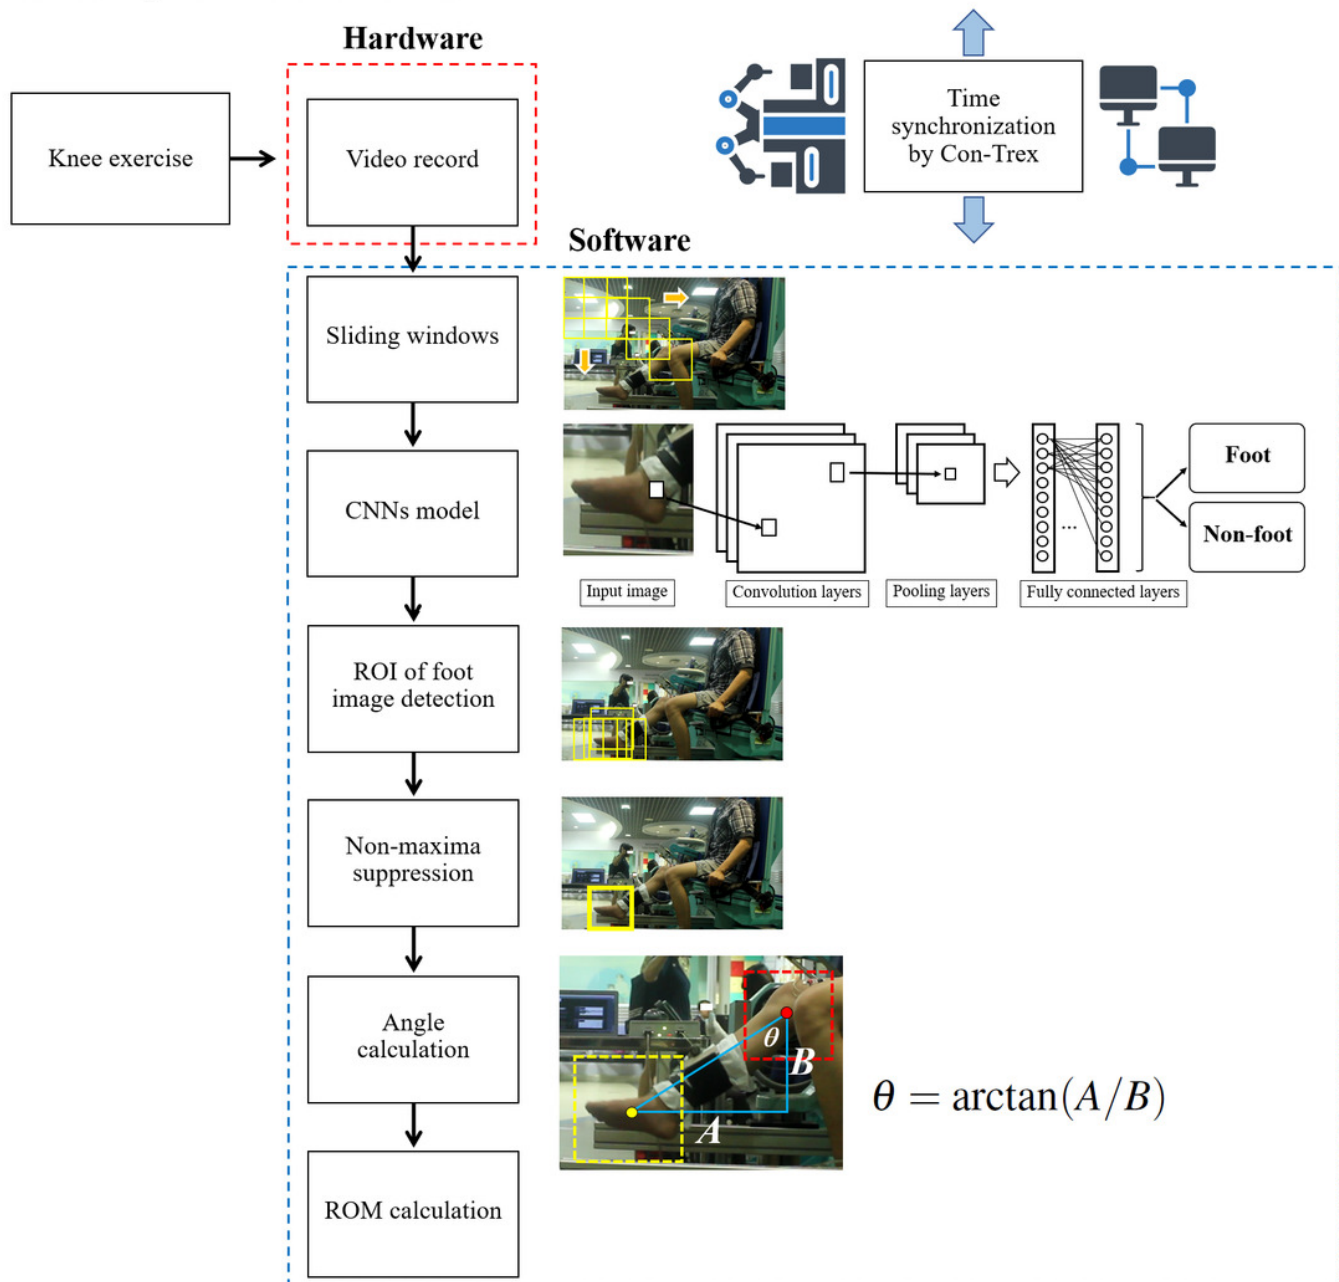 Hardware
Knee exercise
Video record
Time
synchronization
by Con-Trex
Software
Sliding windows
CNNs model
Foot
Non-foot
...
Input image
Convolution layers
Pooling layers
Fully connected layers
ROI of foot
image detection
Non-maxima
suppression
Angle
calculation
θ
B
A
θ = arctan(A/B)
ROM calculation